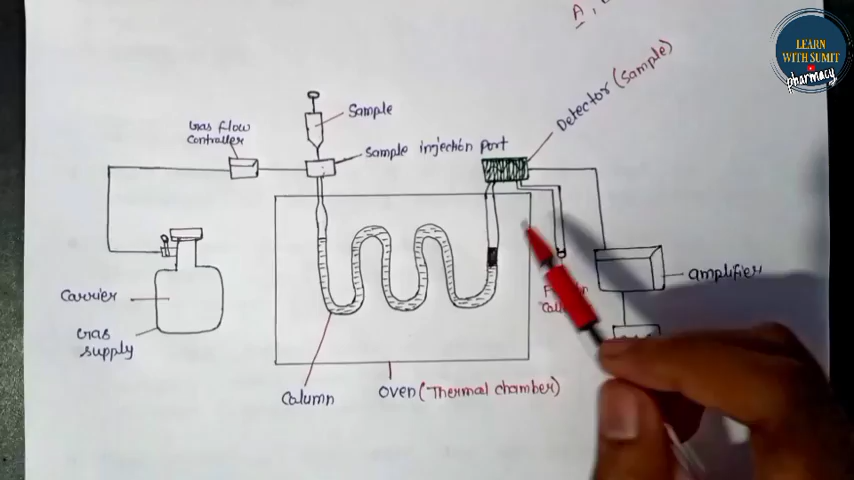 A,
LEARN
WITH SUMIT
pharmacy
Detector (sample)
Sample
Gas flow
controller
Sample injection port
Carrier
Gas
supply
amplifier
Column
Oven (Thermal chamber)